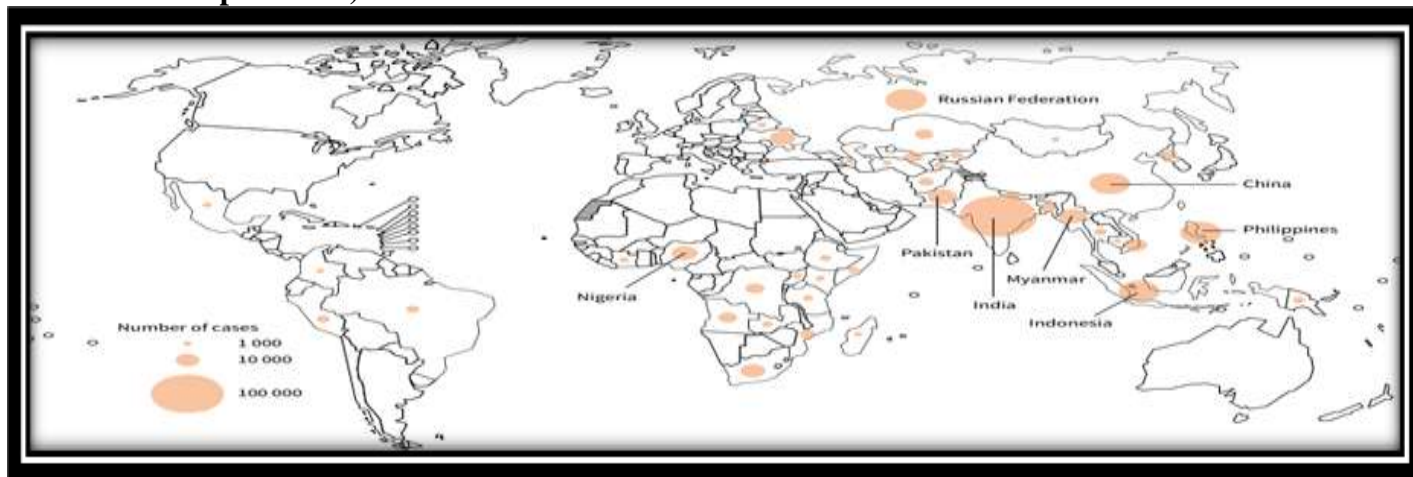 Russian Federation
China
Philippines
Pakistan
Myanmar
India
Indonesia
Nigeria
Number of cases
1 000
10 000
100 000